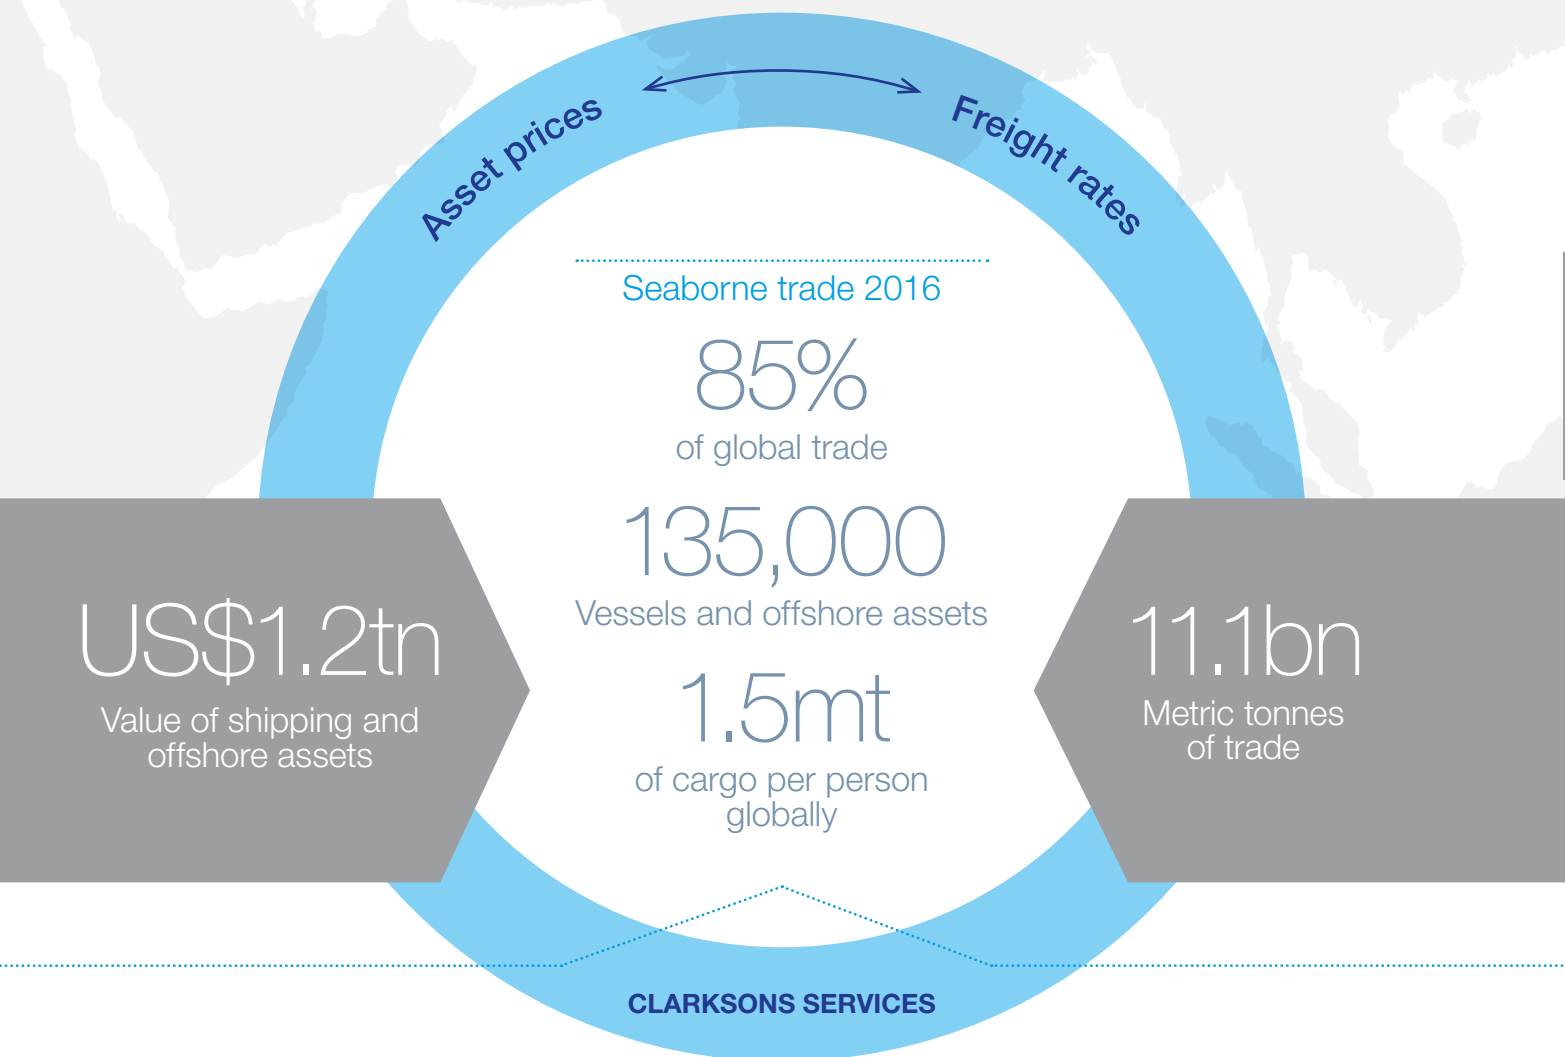 Asset prices
Freight rates
Seaborne trade 2016
85%
of global trade
135,000
Vessels and offshore assets
1.5mt
of cargo per person
globally
US$1.2tn
Value of shipping and
offshore assets
11.1bn
Metric tonnes
of trade
CLARKSONS SERVICES